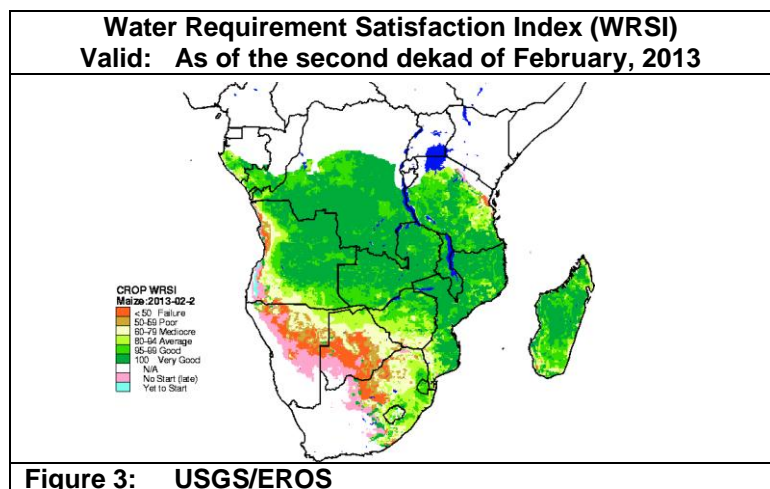 Water Requirement Satisfaction Index (WRSI)
Valid: As of the second dekad of February, 2013
CROP WRSI
Maize:2013-02-2
<50 Failure
50-59 Poor
60-79 Mediocre
80-94 Average
95-99 Good
100 Very Good
N/A
No Start (late)
Yet to Start
Figure 3: USGS/EROS